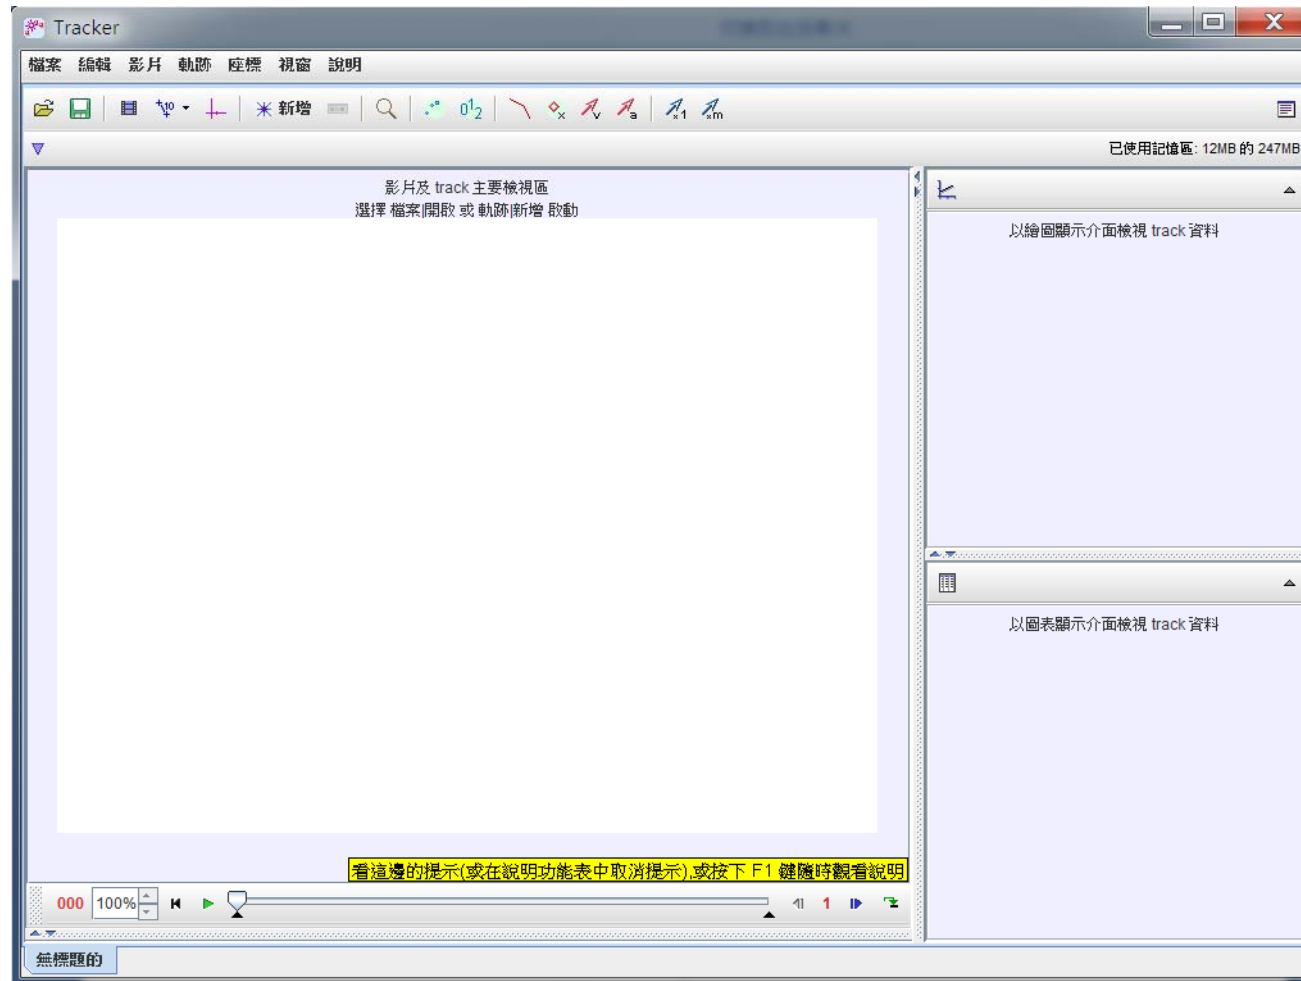 Tracker
檔案 編輯 影片 軌跡 座標 視窗 說明
新增
已使用記憶區: 12MB 的 247MB
影片及 track 主要檢視區
選擇 檔案|開啟 或 軌跡|新增 啟動
以繪圖顯示介面檢視 track 資料
以圖表顯示介面檢視 track 資料
看這邊的提示(或在說明功能表中取消提示),或按下 F1 鍵隨時觀看說明
000 100% 1
無標題的